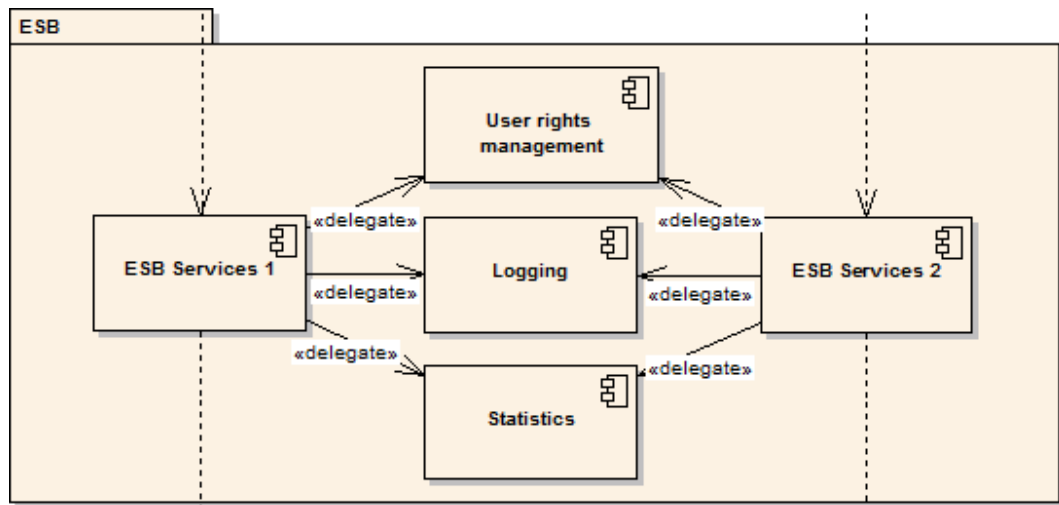 ESB
User rights
management
«delegate»
«delegate»
ESB Services 1
Logging
ESB Services 2
«delegate»
«delegate»
«delegate»
«delegate»
Statistics